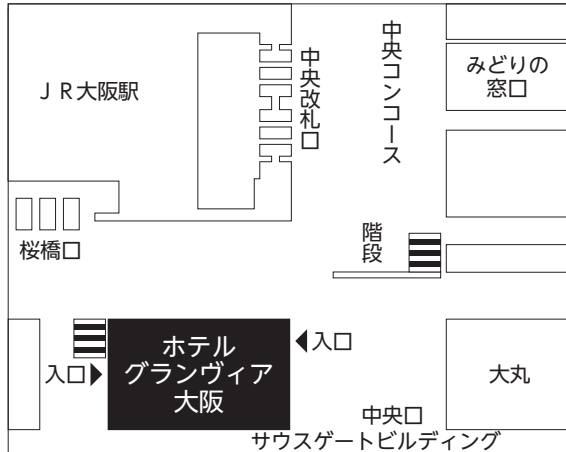 ＪＲ大阪駅
中央改札口
中央コンコース
みどりの
窓口
桜橋口
階段
ホテル
グランヴィア
大阪
入口
入口
大丸
中央口
サウスゲートビルディング